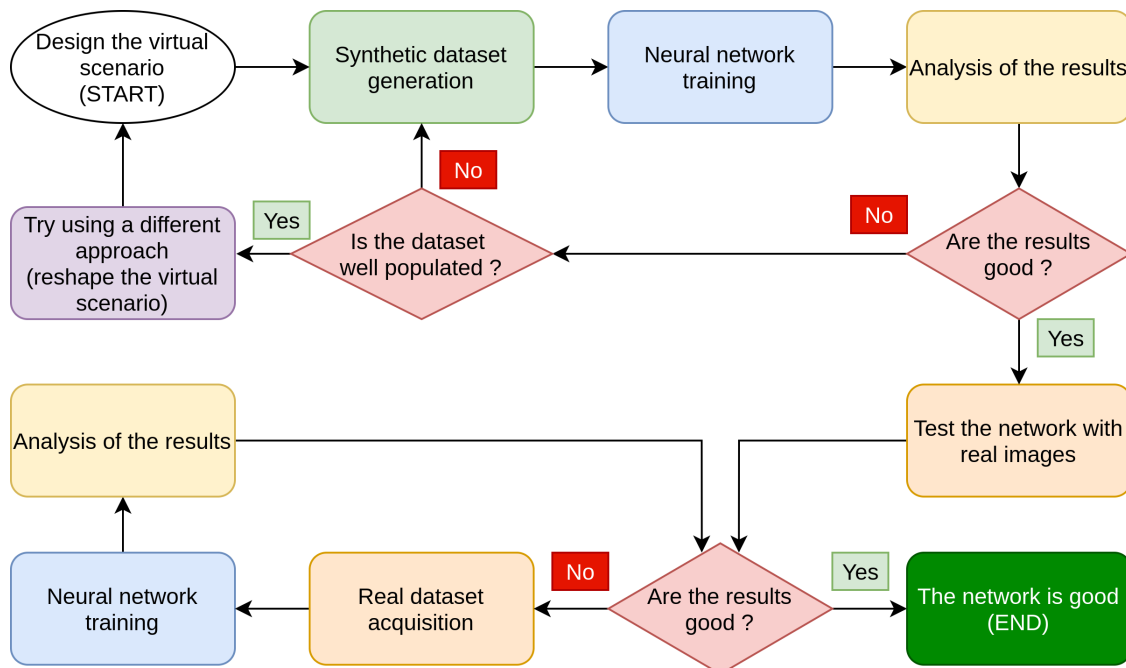 Design the virtual
scenario
(START)
Synthetic dataset
generation
Neural network
training
Analysis of the results
No
Yes
Try using a different
approach
(reshape the virtual
scenario)
Is the dataset
well populated ?
No
Are the results
good ?
Yes
Analysis of the results
Test the network with
real images
Neural network
training
Real dataset
acquisition
No
Are the results
good ?
Yes
The network is good
(END)